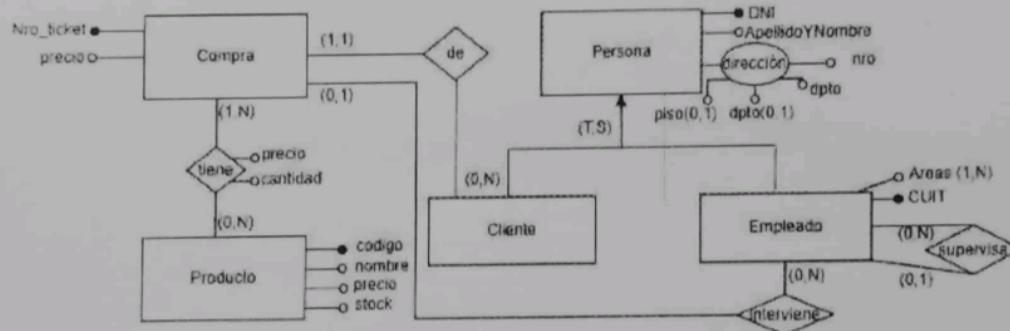 Nro_ticket
precio
Compra
(1,1)
(0,1)
(1,N)
de
tiene
precio
cantidad
(0,N)
Producto
codigo
nombre
precio
stock
Persona
DNI
ApellidoYNombre
dirección
nro
dpto
piso(0,1)
dpto(0,1)
(T,S)
(0,N)
Cliente
Empleado
Areas (1,N)
CUIT
(0,N)
supervisa
(0,1)
(0,N)
Interviene